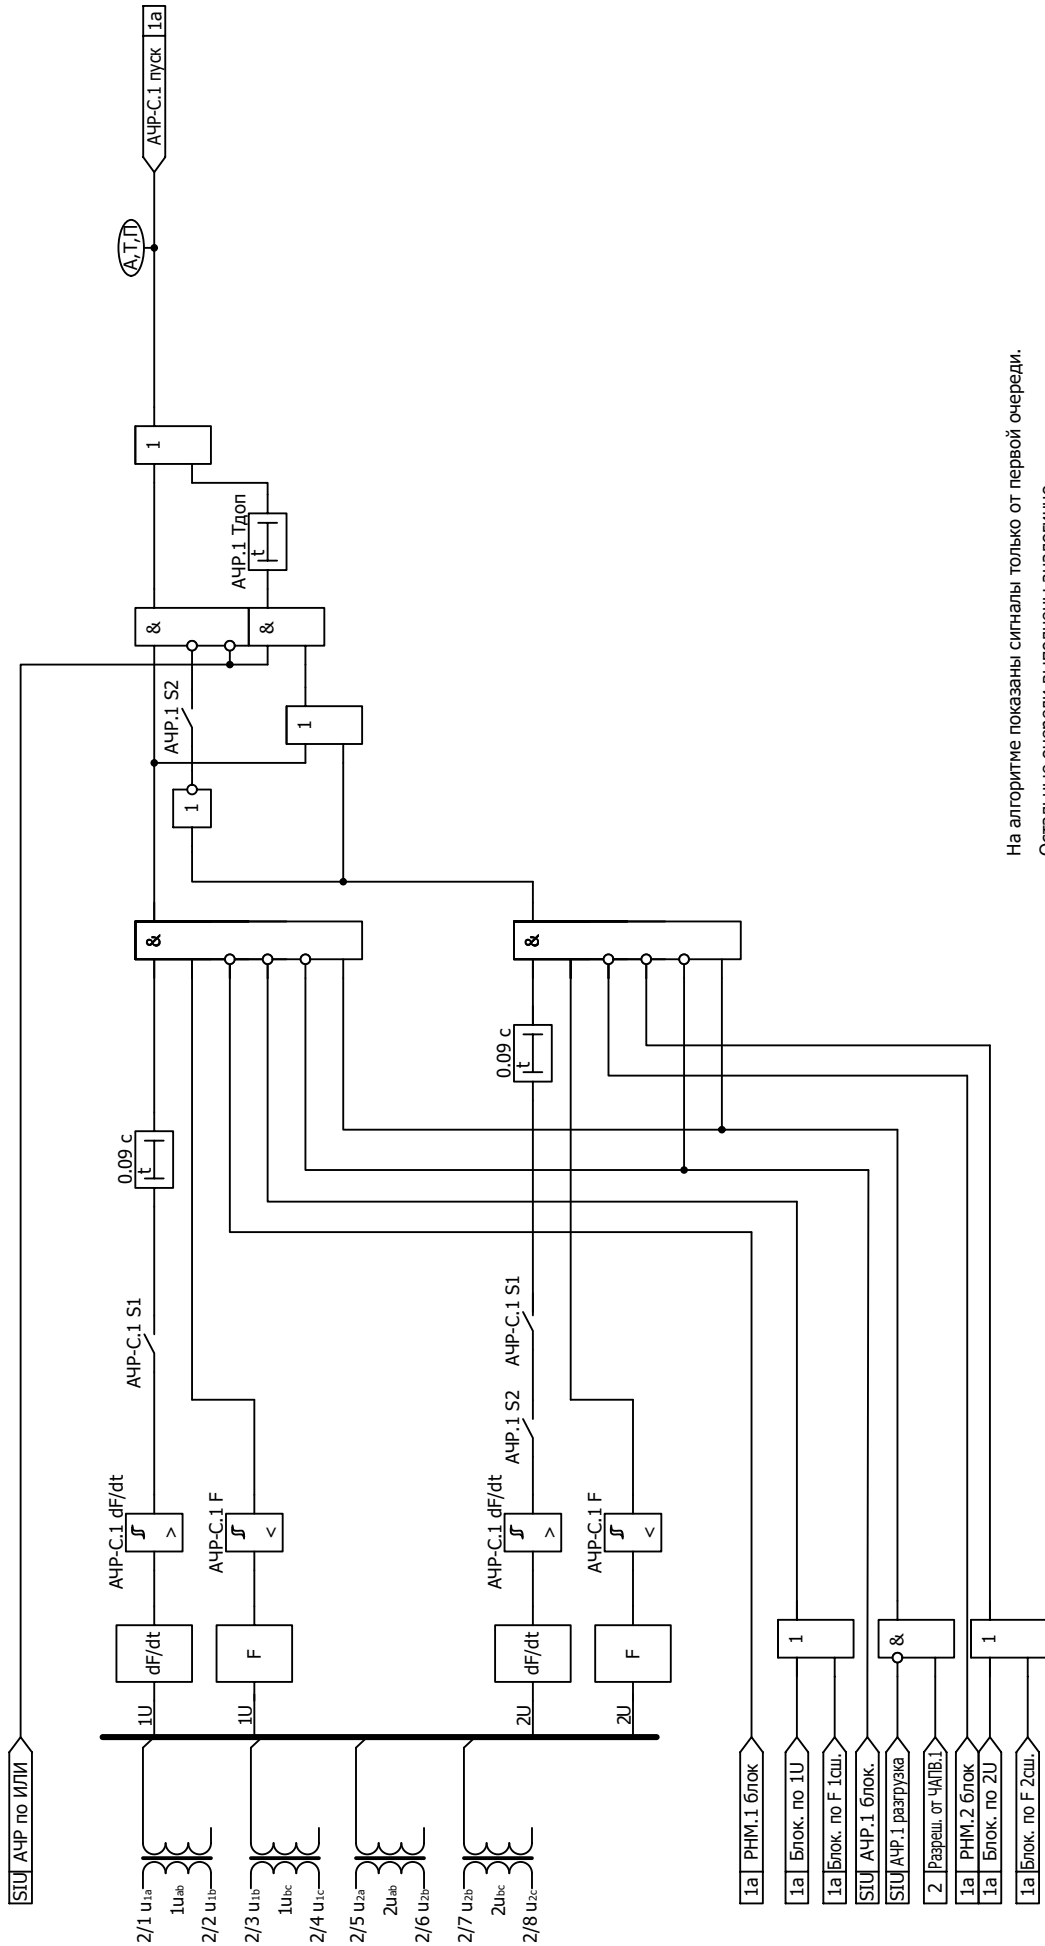 SIU АЧР по ИЛИ
2/1 u1a
1uab
2/2 u1b
2/3 u1b
1ubc
2/4 u1c
2/5 u2a
2uab
2/6 u2b
2/7 u2b
2ubc
2/8 u2c
1U
dF/dt
АЧР-С.1 dF/dt
>
АЧР-С.1 S1
0.09 с
t
&
1U
F
АЧР-С.1 F
<
2U
dF/dt
АЧР-С.1 dF/dt
>
АЧР.1 S2
АЧР-С.1 S1
0.09 с
t
&
2U
F
АЧР-С.1 F
<
1
АЧР.1 S2
1
&
&
АЧР.1 Тдоп
t
1
А,Т,П
АЧР-С.1 пуск 1а
1а РНМ.1 блок
1а Блок. по 1U
1а Блок. по F 1сш.
1
SIU АЧР.1 блок.
SIU АЧР.1 разгрузка
2 Разреш. от ЧАПВ.1
&
1а РНМ.2 блок
1а Блок. по 2U
1а Блок. по F 2сш.
1
На алгоритме показаны сигналы только от первой очереди.